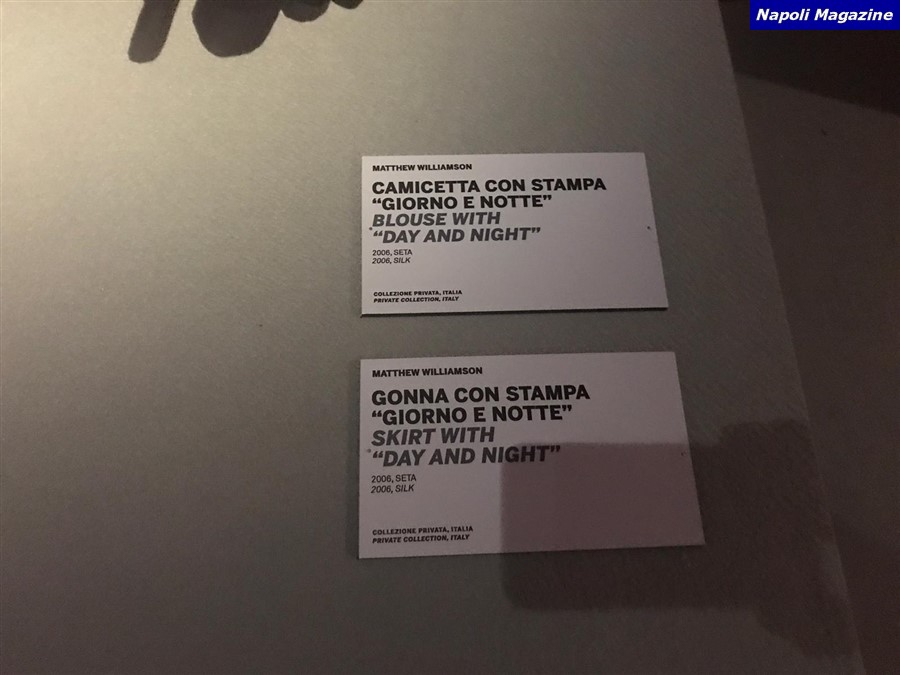 Napoli Magazine
MATTHEW WILLIAMSON
CAMICETTA CON STAMPA
“GIORNO E NOTTE”
BLOUSE WITH
“DAY AND NIGHT”
2006, SETA
2006, SILK
COLLEZIONE PRIVATA, ITALIA
PRIVATE COLLECTION, ITALY
MATTHEW WILLIAMSON
GONNA CON STAMPA
“GIORNO E NOTTE”
SKIRT WITH
“DAY AND NIGHT”
2006, SETA
2006, SILK
COLLEZIONE PRIVATA, ITALIA
PRIVATE COLLECTION, ITALY